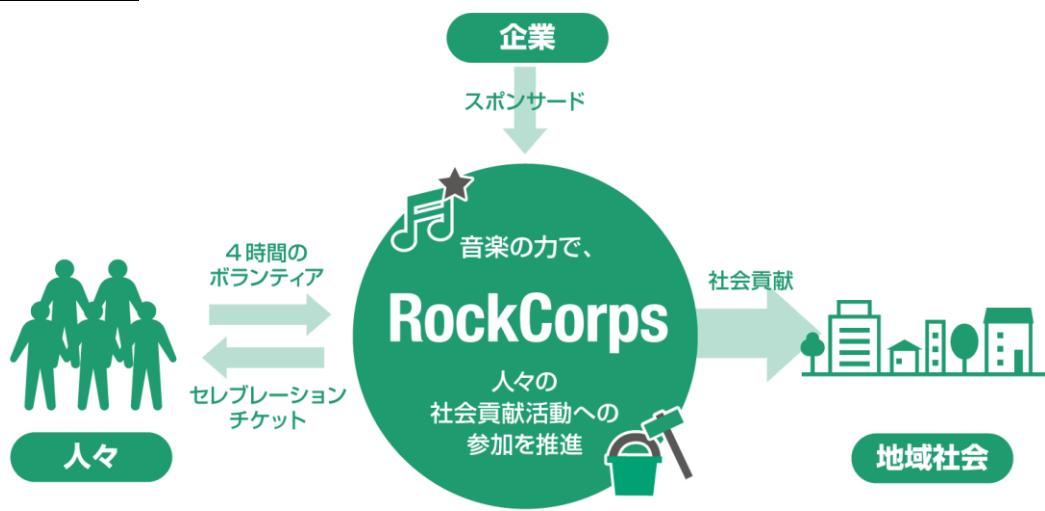 企業
スポンサード
音楽の力で、
RockCorps
人々の
社会貢献活動への
参加を推進
4時間の
ボランティア
セレブレーション
チケット
人々
社会貢献
地域社会